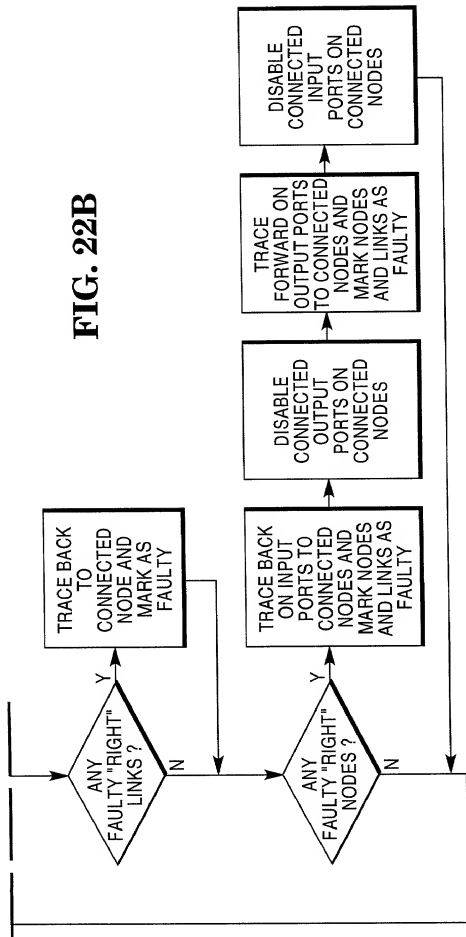 FIG. 22B
ANY
FAULTY "RIGHT"
LINKS ?
Y
N
TRACE BACK
TO
CONNECTED
NODE AND
MARK AS
FAULTY
ANY
FAULTY "RIGHT"
NODES ?
Y
N
TRACE BACK
ON INPUT
PORTS TO
CONNECTED
NODES AND
MARK NODES
AND LINKS AS
FAULTY
DISABLE
CONNECTED
OUTPUT
PORTS ON
CONNECTED
NODES
TRACE
FORWARD ON
OUTPUT PORTS
TO CONNECTED
NODES AND
MARK NODES
AND LINKS AS
FAULTY
DISABLE
CONNECTED
INPUT
PORTS ON
CONNECTED
NODES